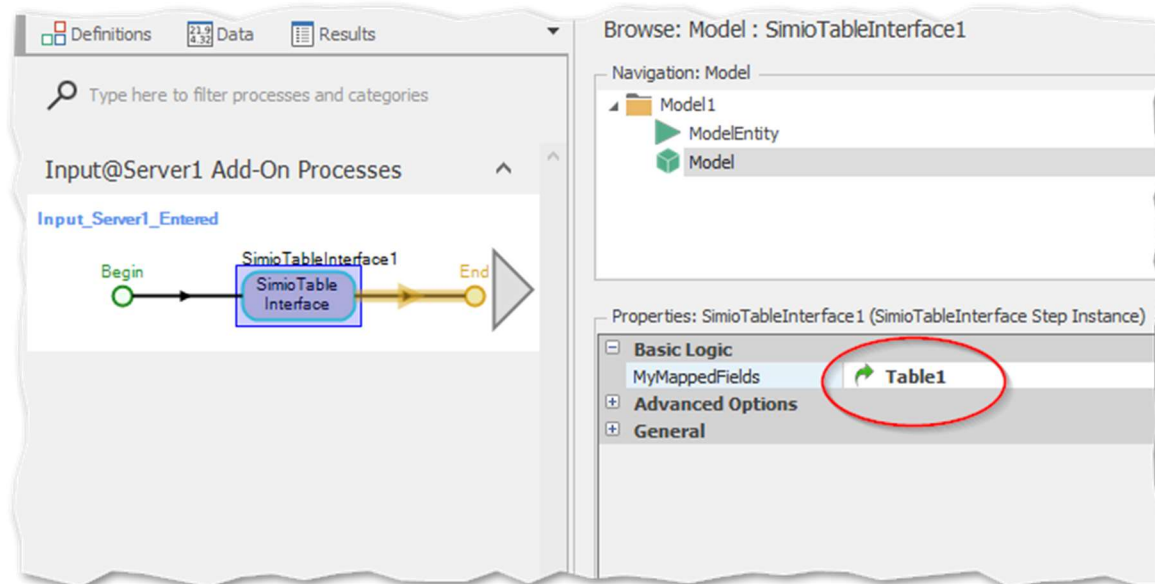 Definitions
21,9
4.32
Data
Results
Type here to filter processes and categories
Input@Server1 Add-On Processes
Input_Server1_Entered
Begin
SimioTableInterface1
SimioTable
Interface
End
Browse: Model : SimioTableInterface1
Navigation: Model
Model1
ModelEntity
Model
Properties: SimioTableInterface1 (SimioTableInterface Step Instance)
Basic Logic
MyMappedFields
Table1
Advanced Options
General